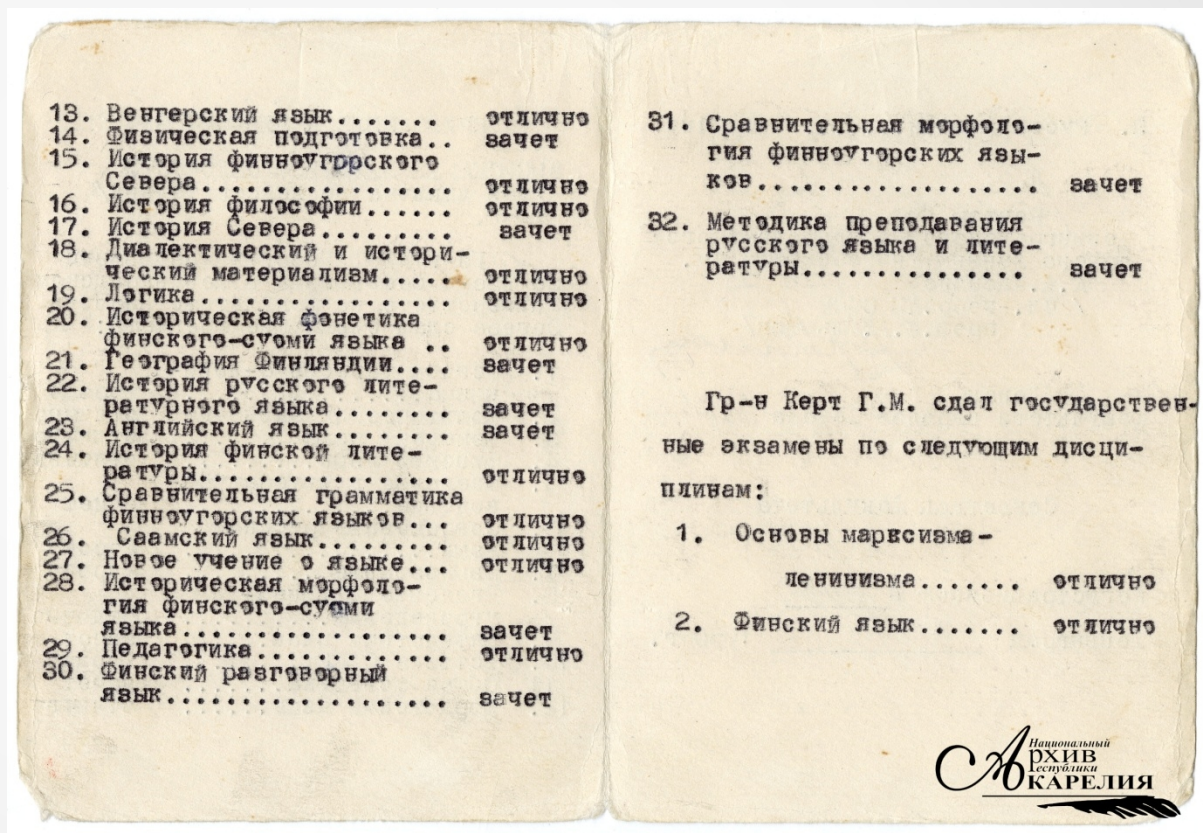 13. Венгерский язык....... отлично
14. Физическая подготовка.. зачет
15. История финноугорского
Севера................. отлично
16. История философии...... отлично
17. История Севера......... зачет
18. Диалектический и истори-
ческий материализм..... отлично
19. Логика................. отлично
20. Историческая фонетика
финского-суоми языка .. отлично
21. География Финляндии.... зачет
22. История русского лите-
ратурного языка........ зачет
23. Английский язык........ зачет
24. История финской лите-
ратуры................. отлично
25. Сравнительная грамматика
финноугорских языков... отлично
26. Саамский язык......... отлично
27. Новое учение о языке... отлично
28. Историческая морфоло-
гия финского-суоми
языка.................. зачет
29. Педагогика............. отлично
30. Финский разговорный
язык................... зачет
31. Сравнительная морфоло-
гия финноугорских язы-
ков................... зачет
32. Методика преподавания
русского языка и лите-
ратуры............... зачет
Гр-н Керт Г.М. сдал государствен-
ные экзамены по следующим дисци-
плинам:
1. Основы марксизма-
ленинизма....... отлично
2. Финский язык....... отлично
Национальный
Архив
Республики
Карелия